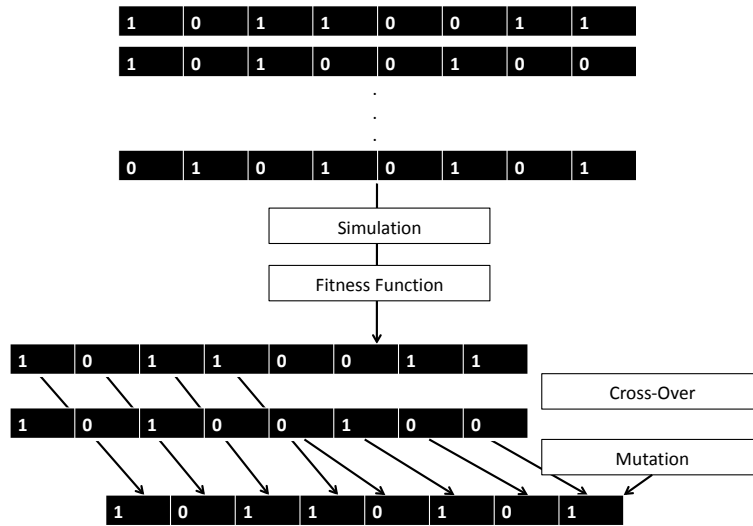 1 0 1 1 0 0 1 1
1 0 1 0 0 1 0 0
.
.
.
0 1 0 1 0 1 0 1
Simulation
Fitness Function
1 0 1 1 0 0 1 1
Cross-Over
1 0 1 0 0 1 0 0
Mutation
1 0 1 1 0 1 0 1